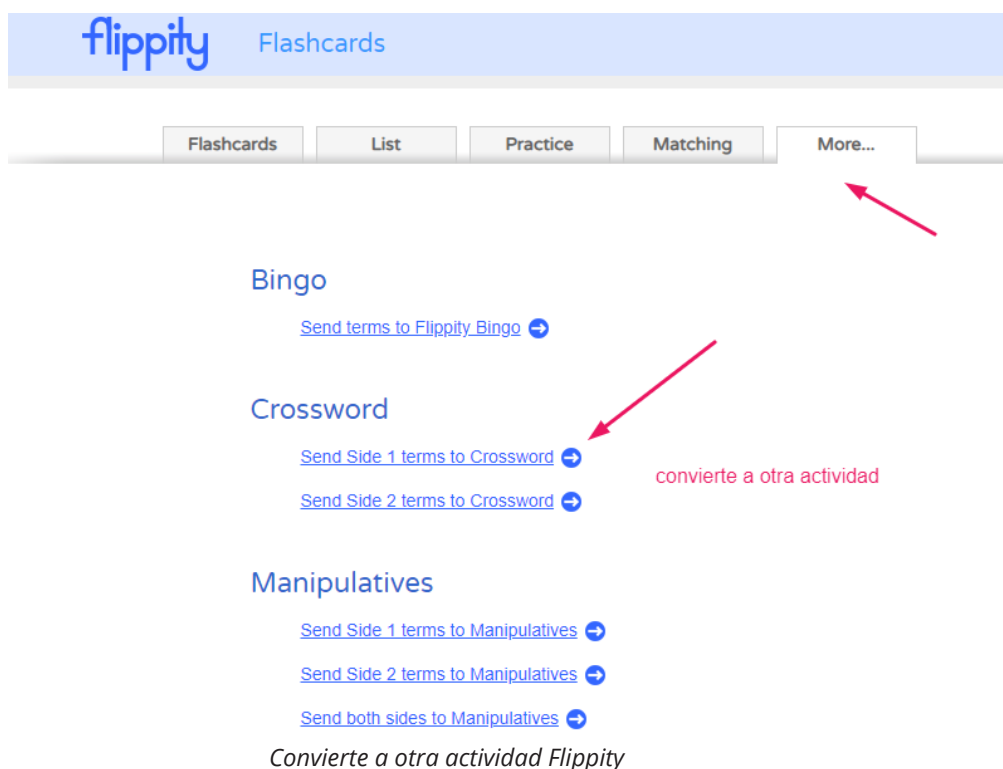 flippity Flashcards
Flashcards List Practice Matching More...
Bingo
Send terms to Flippity Bingo
Crossword
Send Side 1 terms to Crossword
convierte a otra actividad
Send Side 2 terms to Crossword
Manipulatives
Send Side 1 terms to Manipulatives
Send Side 2 terms to Manipulatives
Send both sides to Manipulatives
Convierte a otra actividad Flippity